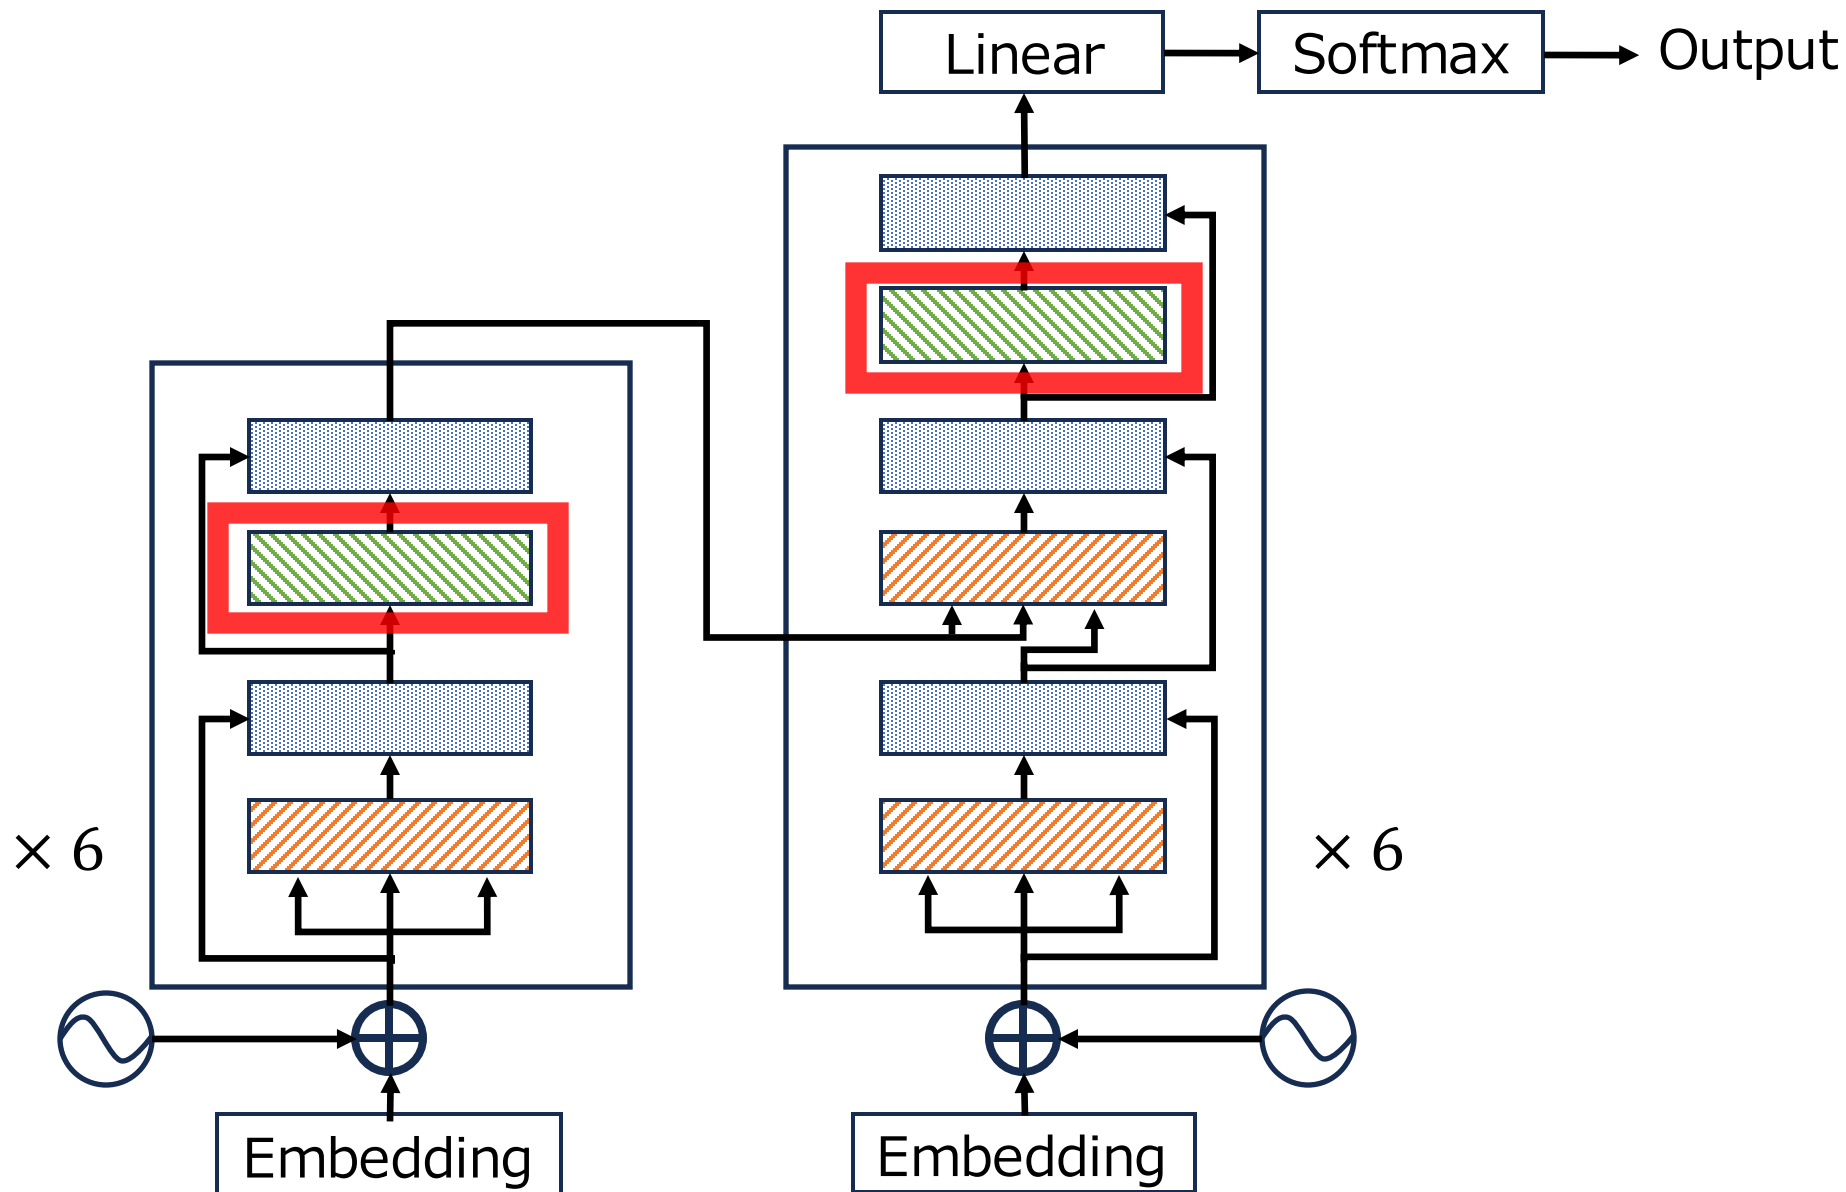 Linear
Softmax
Output
× 6
× 6
Embedding
Embedding